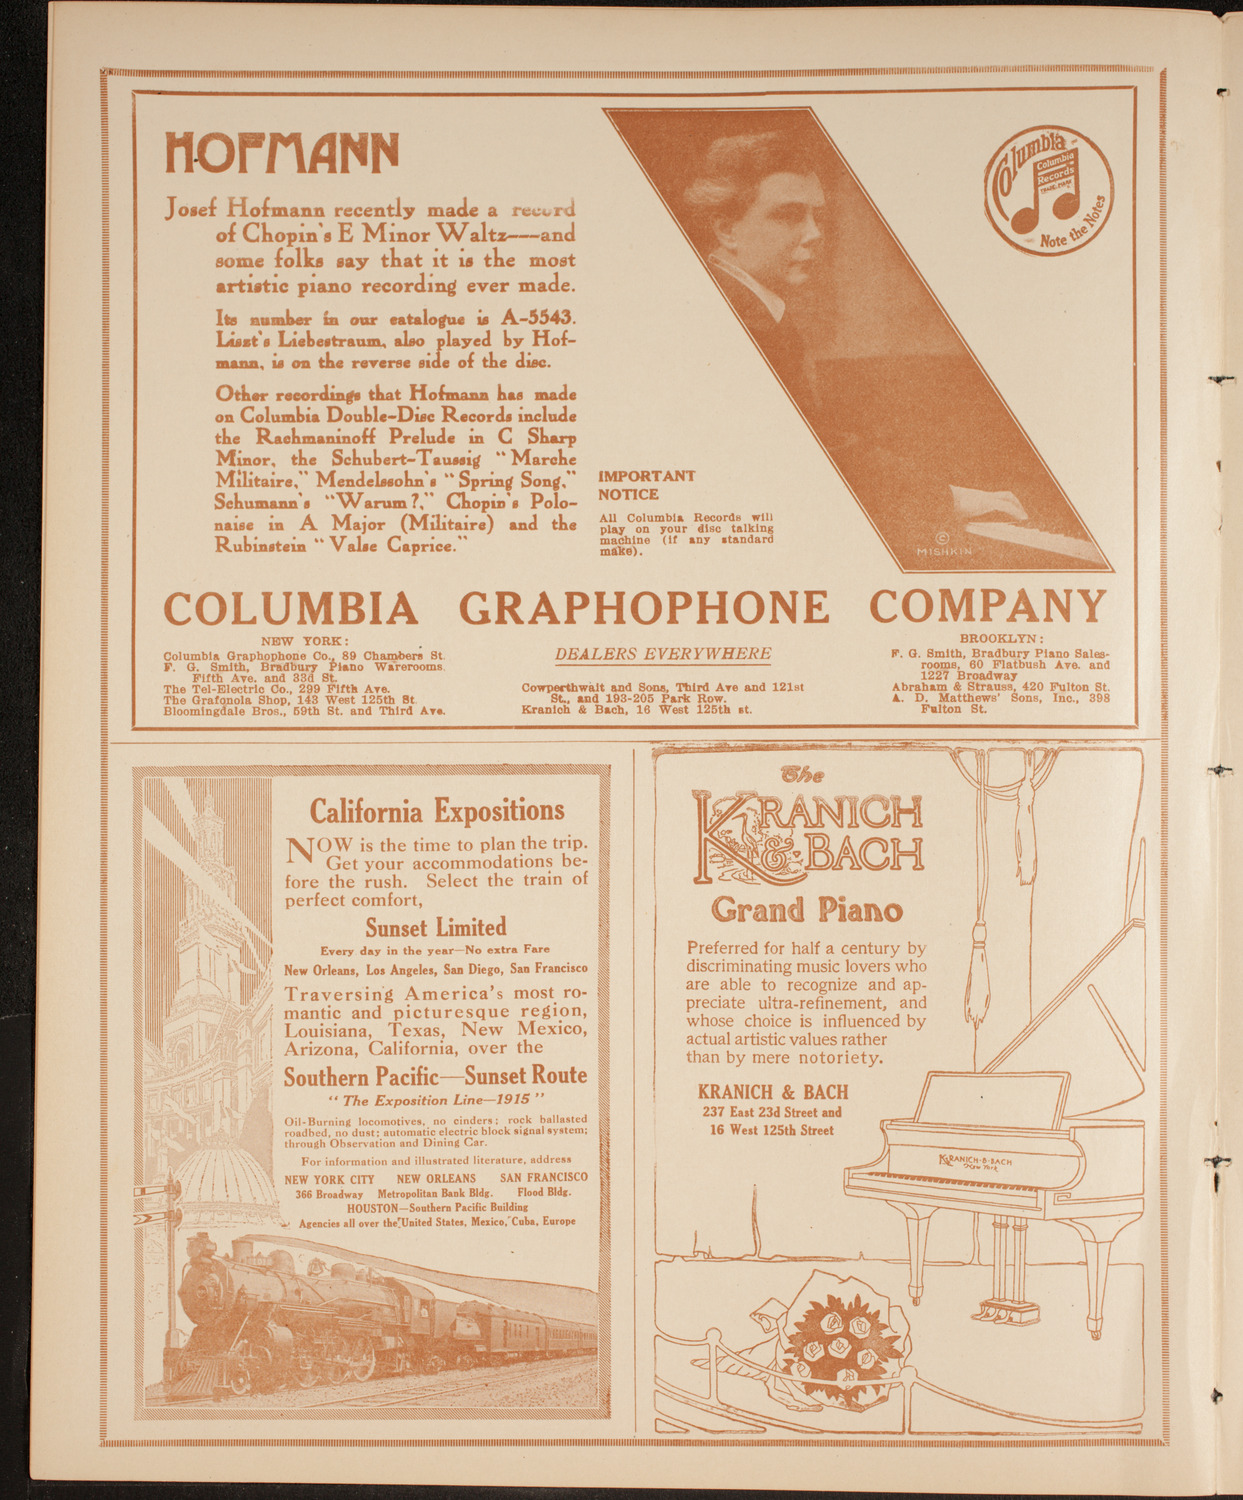 HOFMANN
Josef Hofmann recently made a record
of Chopin's E Minor Waltz—and
some folks say that it is the most
artistic piano recording ever made.
Its number in our catalogue is A-5543.
Liszt's Liebestraum, also played by Hof-
mann, is on the reverse side of the disc.
Other recordings that Hofmann has made
on Columbia Double-Disc Records include
the Rachmaninoff Prelude in C Sharp
Minor, the Schubert-Taussig "Marche
Militaire," Mendelssohn's "Spring Song,"
Schumann's "Warum?," Chopin's Polo-
naise in A Major (Militaire) and the
Rubinstein "Valse Caprice."
IMPORTANT
NOTICE
All Columbia Records will
play on your disc talking
machine (if any standard
make).
© MISHKIN
Columbia
Columbia
Records
TRADE MARK
Note the Notes
COLUMBIA GRAPHOPHONE COMPANY
NEW YORK:
Columbia Graphophone Co., 89 Chambers St.
F. G. Smith, Bradbury Piano Warerooms.
Fifth Ave. and 33d St.
The Tel-Electric Co., 299 Fifth Ave.
The Grafonola Shop, 143 West 125th St.
Bloomingdale Bros., 59th St. and Third Ave.
DEALERS EVERYWHERE
Cowperthwait and Sons, Third Ave and 121st
St., and 193-205 Park Row.
Kranich & Bach, 16 West 125th st.
BROOKLYN:
F. G. Smith, Bradbury Piano Sales-
rooms, 60 Flatbush Ave. and
1227 Broadway
Abraham & Strauss, 420 Fulton St.
A. D. Matthews' Sons, Inc., 398
Fulton St.
California Expositions
NOW is the time to plan the trip.
Get your accommodations be-
fore the rush. Select the train of
perfect comfort,
Sunset Limited
Every day in the year—No extra Fare
New Orleans, Los Angeles, San Diego, San Francisco
Traversing America's most ro-
mantic and picturesque region,
Louisiana, Texas, New Mexico,
Arizona, California, over the
Southern Pacific—Sunset Route
"The Exposition Line—1915"
Oil-Burning locomotives, no cinders; rock ballasted
roadbed, no dust; automatic electric block signal system;
through Observation and Dining Car.
For information and illustrated literature, address
NEW YORK CITY NEW ORLEANS SAN FRANCISCO
366 Broadway Metropolitan Bank Bldg. Flood Bldg.
HOUSTON—Southern Pacific Building
Agencies all over the United States, Mexico, Cuba, Europe
The
KRANICH
& BACH
Grand Piano
Preferred for half a century by
discriminating music lovers who
are able to recognize and ap-
preciate ultra-refinement, and
whose choice is influenced by
actual artistic values rather
than by mere notoriety.
KRANICH & BACH
237 East 23d Street and
16 West 125th Street
KRANICH-&-BACH
New York